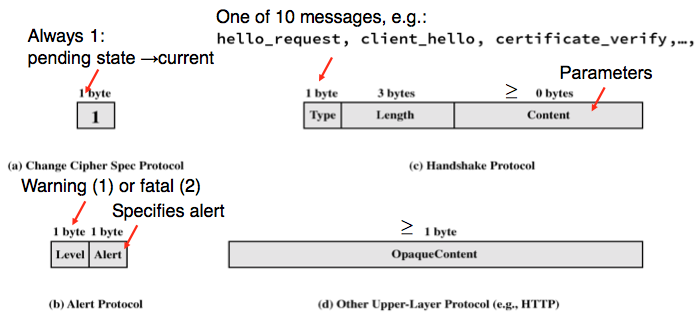 One of 10 messages, e.g.:
Always 1:
hello_request, client_hello, certificate_verify,…,
pending state →current
Parameters
1 byte
1 byte 3 bytes ≥ 0 bytes
1
Type Length Content
(a) Change Cipher Spec Protocol
(c) Handshake Protocol
Warning (1) or fatal (2)
Specifies alert
1 byte 1 byte
≥ 1 byte
Level Alert
OpaqueContent
(b) Alert Protocol
(d) Other Upper-Layer Protocol (e.g., HTTP)